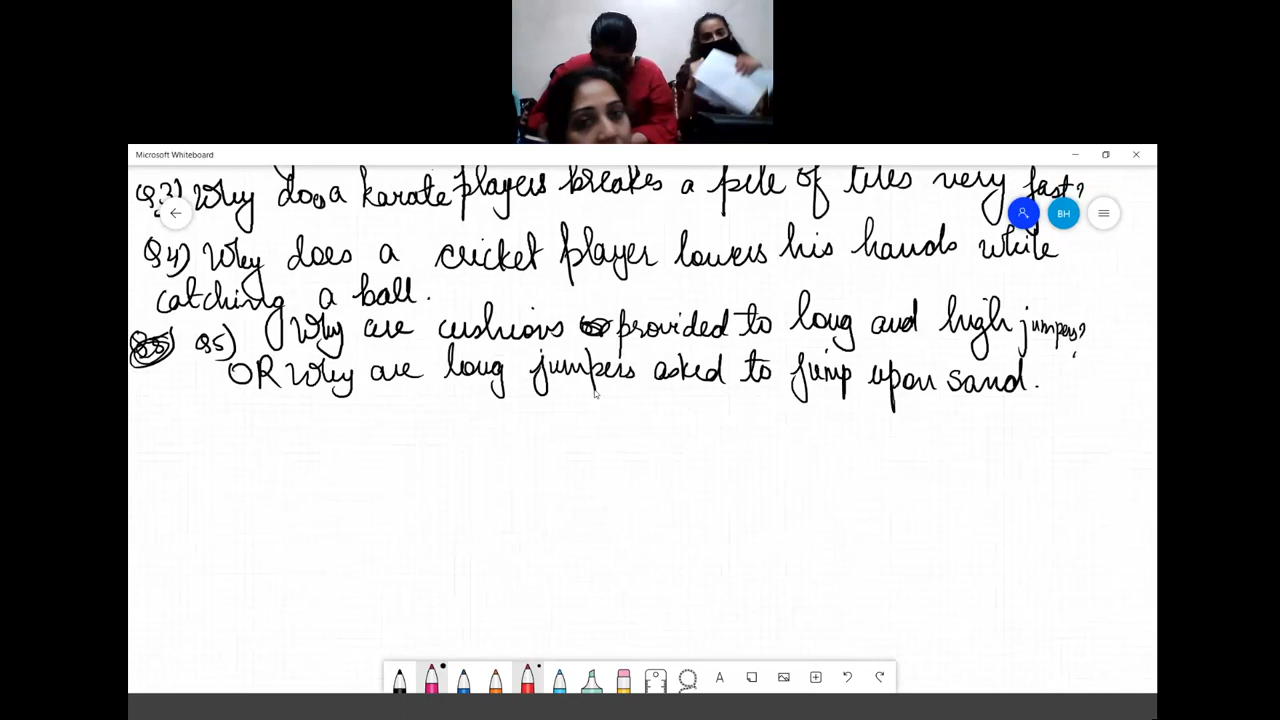 Microsoft Whiteboard
Q3) Why does a karate players breakes a pile of tiles very fast?
BH
Q4) Why does a cricket player lowers his hands while
catching a ball.
Q5) Why are cushions provided to long and high jumpers?
OR Why are long jumpers asked to jump upon sand.
A